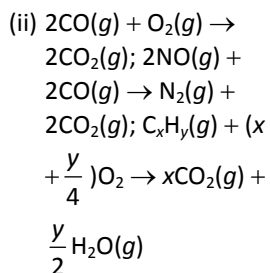 (ii) 2CO(g) + O₂(g) →
2CO₂(g); 2NO(g) +
2CO(g) → N₂(g) +
2CO₂(g); CₓHᵧ(g) + (x
+ y/4 )O₂ → xCO₂(g) +
y/2 H₂O(g)